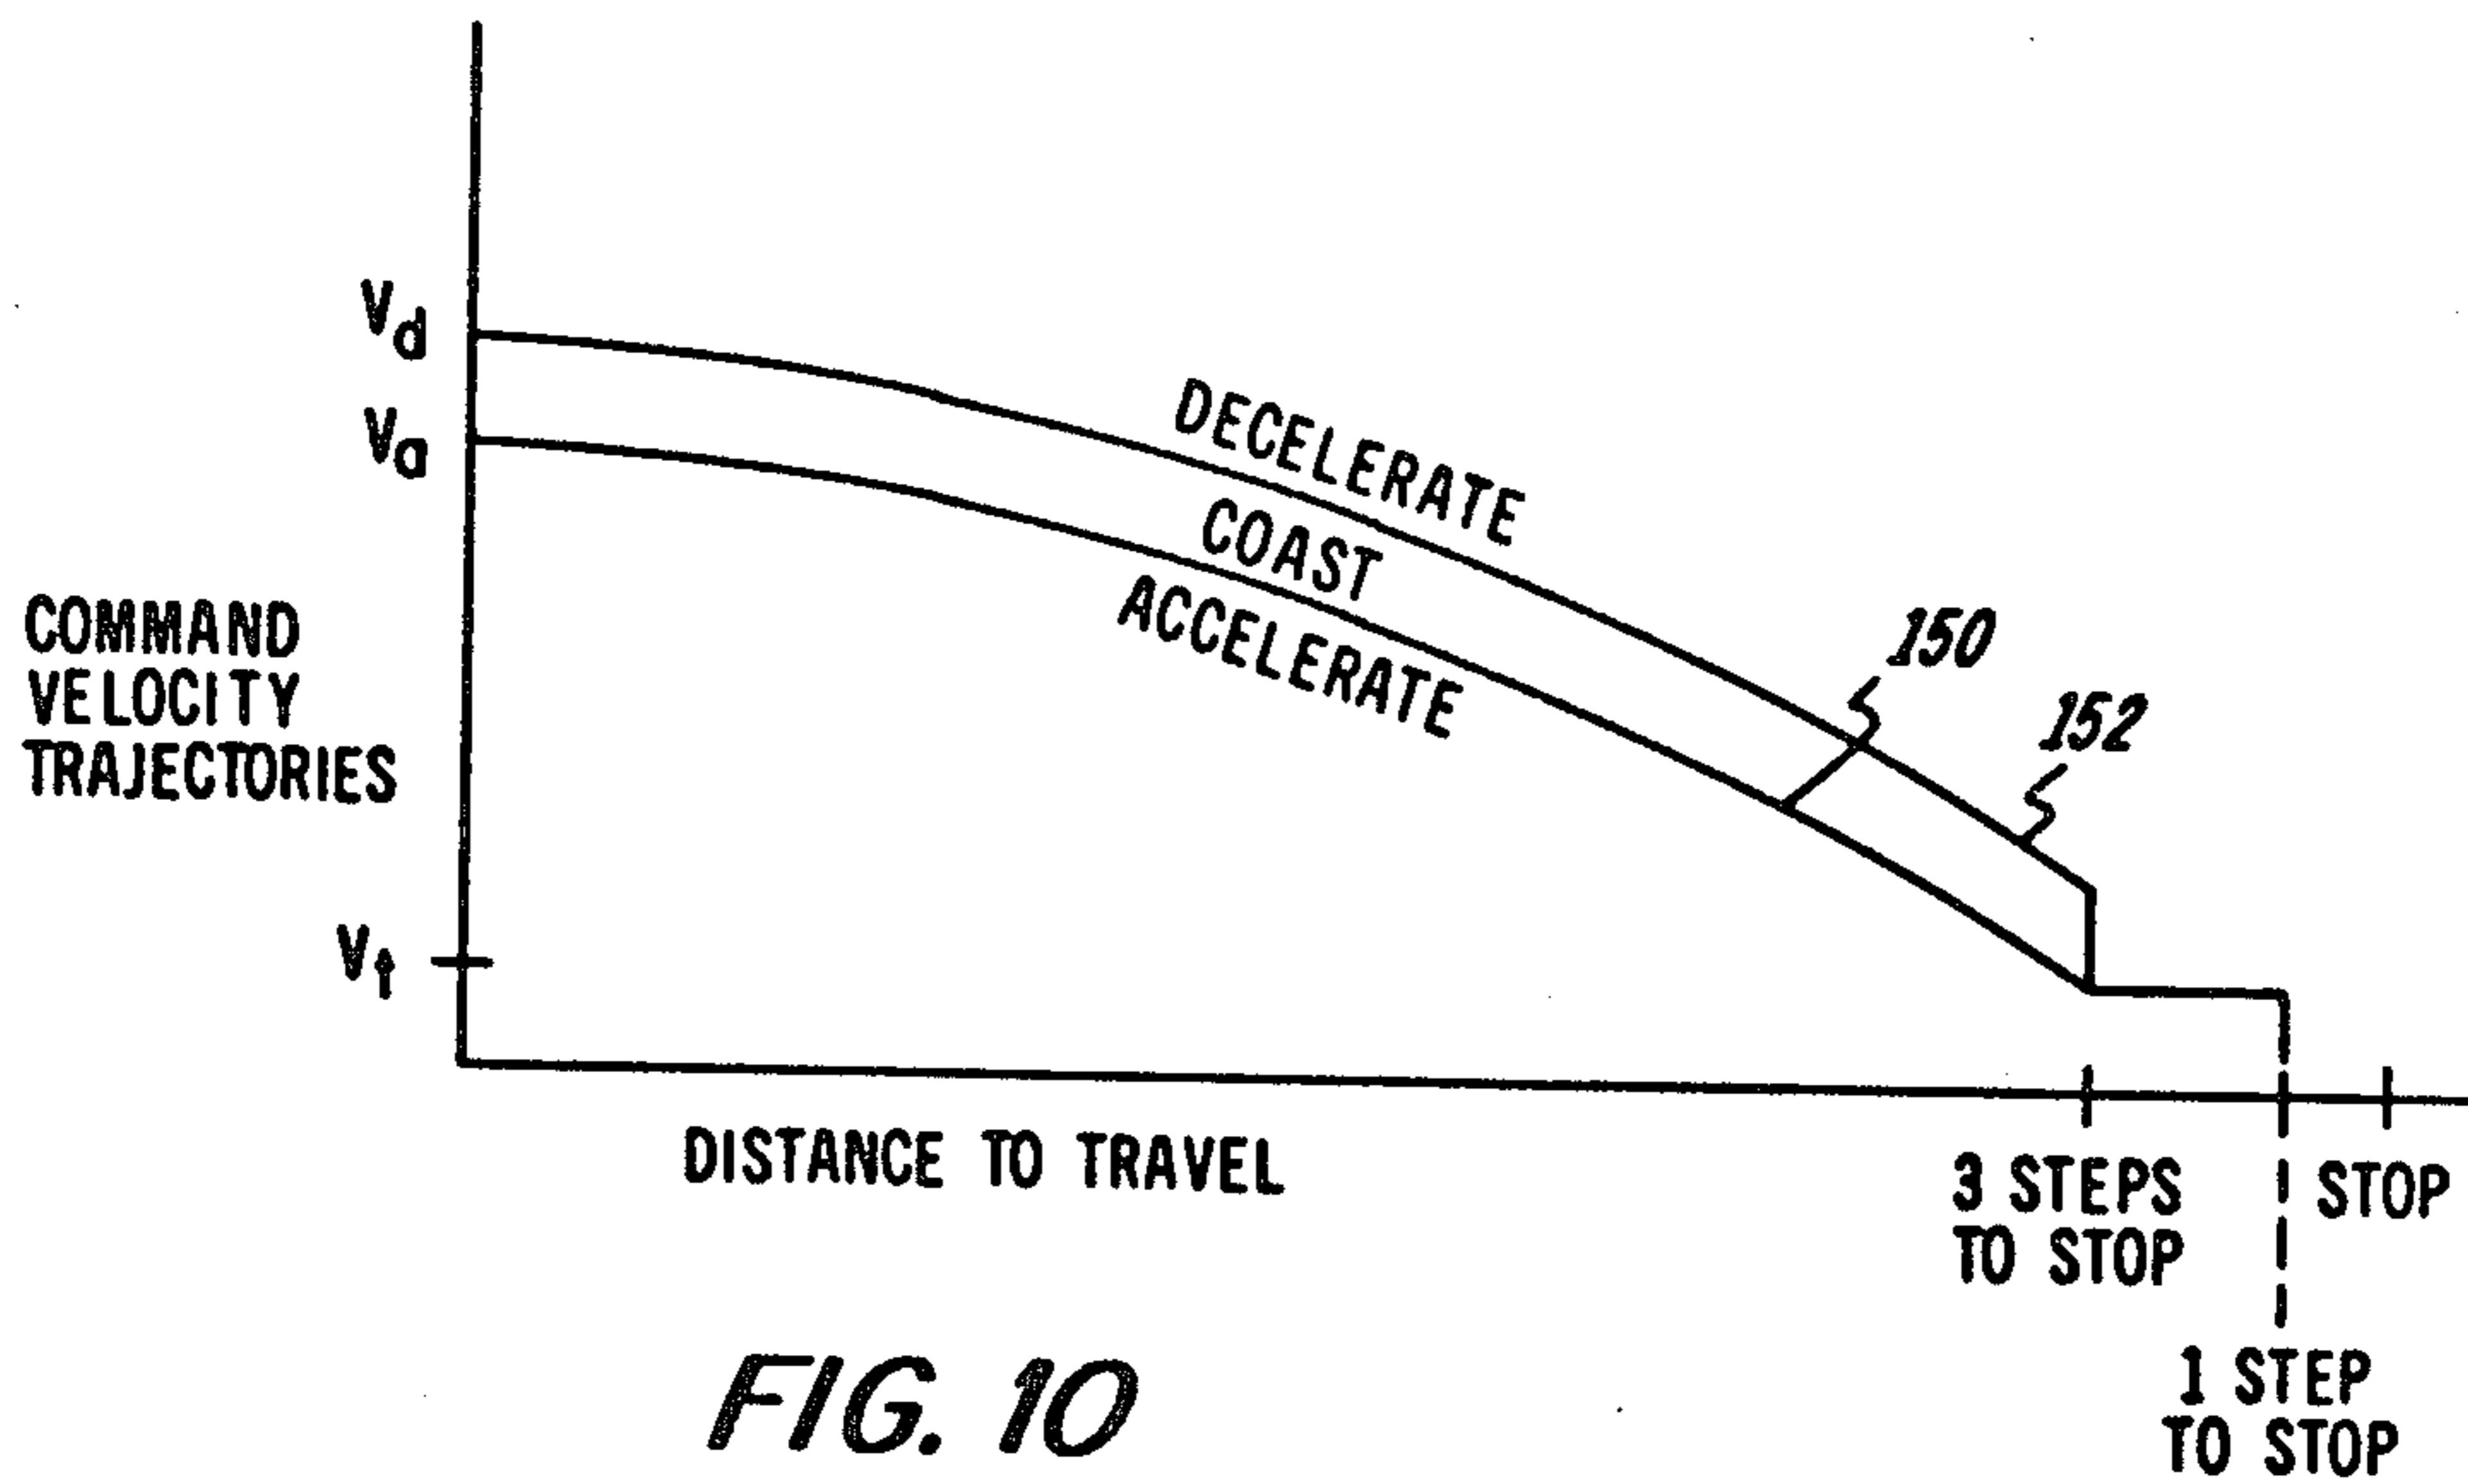 Vd
Va
Vt
COMMAND
VELOCITY
TRAJECTORIES
DECELERATE
COAST
ACCELERATE
150
152
DISTANCE TO TRAVEL
3 STEPS
TO STOP
STOP
1 STEP
TO STOP
FIG. 10